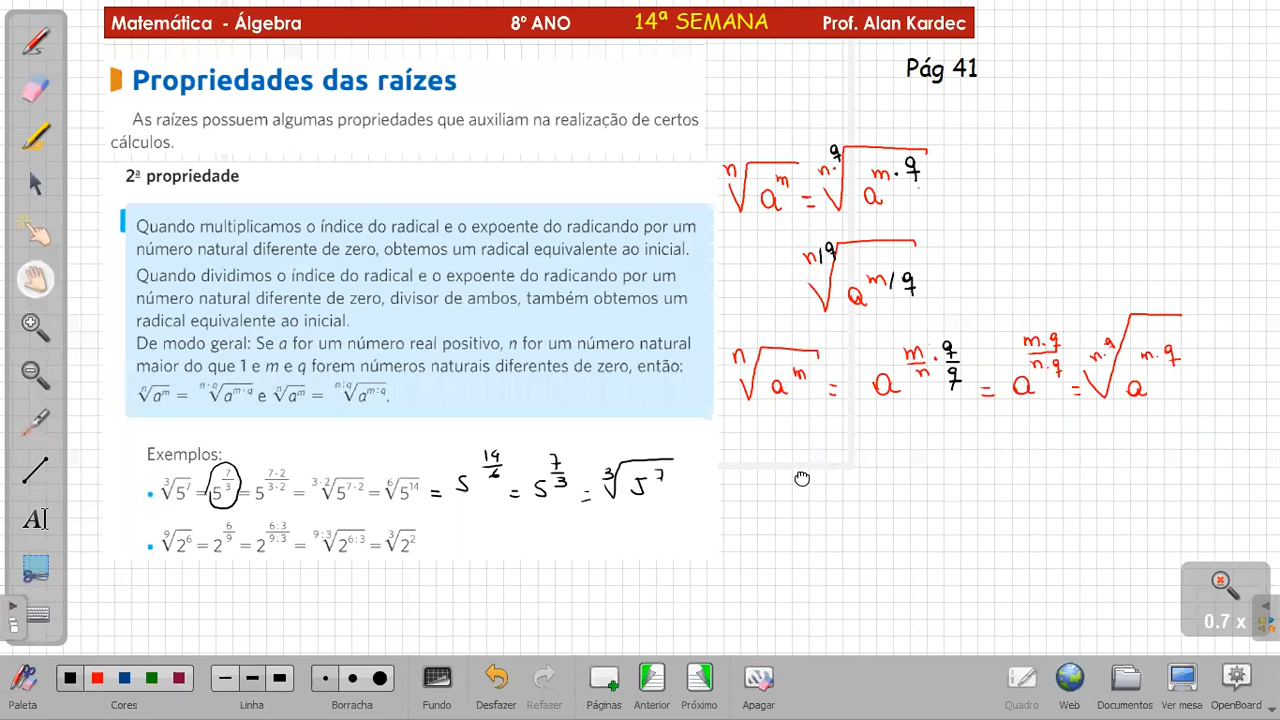 Matemática - Álgebra 8º ANO 14ª SEMANA Prof. Alan Kardec
Pág 41
Propriedades das raízes
As raízes possuem algumas propriedades que auxiliam na realização de certos
cálculos.
2ª propriedade
Quando multiplicamos o índice do radical e o expoente do radicando por um
número natural diferente de zero, obtemos um radical equivalente ao inicial.
Quando dividimos o índice do radical e o expoente do radicando por um
número natural diferente de zero, divisor de ambos, também obtemos um
radical equivalente ao inicial.
De modo geral: Se a for um número real positivo, n for um número natural
maior do que 1 e m e q forem números naturais diferentes de zero, então:
ⁿ√a^m = ^(n·q)√a^(m·q) e ⁿ√a^m = ^(n:q)√a^(m:q).
ⁿ√a^m = ^(n·q)√a^(m·q)
^(n/q)√a^(m/q)
ⁿ√a^m = a^(m/n · q/q) = a^(m·q/n·q) = ^(n·q)√a^(m·q)
Exemplos:
• ³√5⁷ = 5^(7/3) = 5^(7·2/3·2) = ^(3·2)√5^(7·2) = ⁶√5¹⁴ = 5^(14/6) = 5^(7/3) = ³√5⁷
• ⁹√2⁶ = 2^(6/9) = 2^(6:3/9:3) = ^(9:3)√2^(6:3) = ³√2²
0.7 x
Paleta Cores Linha Borracha Fundo Desfazer Refazer Páginas Anterior Próximo Apagar Quadro Web Documentos Ver mesa OpenBoard